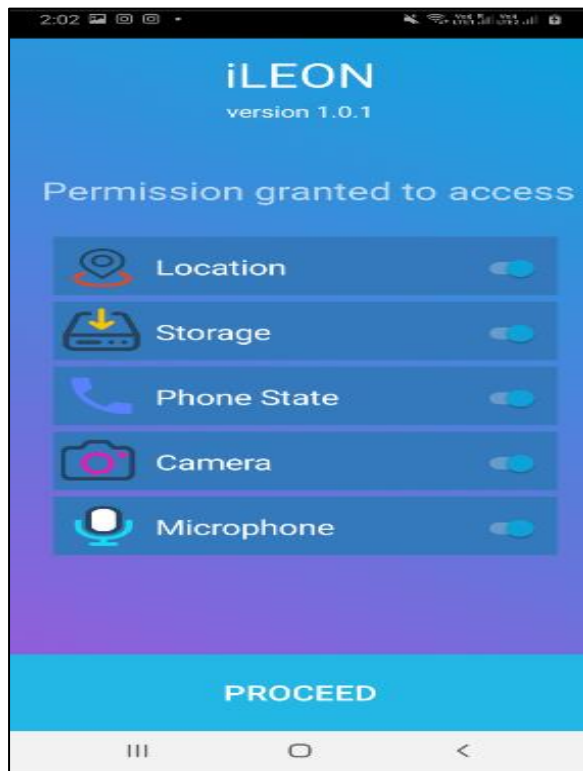 2:02
iLEON
version 1.0.1
Permission granted to access
Location
Storage
Phone State
Camera
Microphone
PROCEED